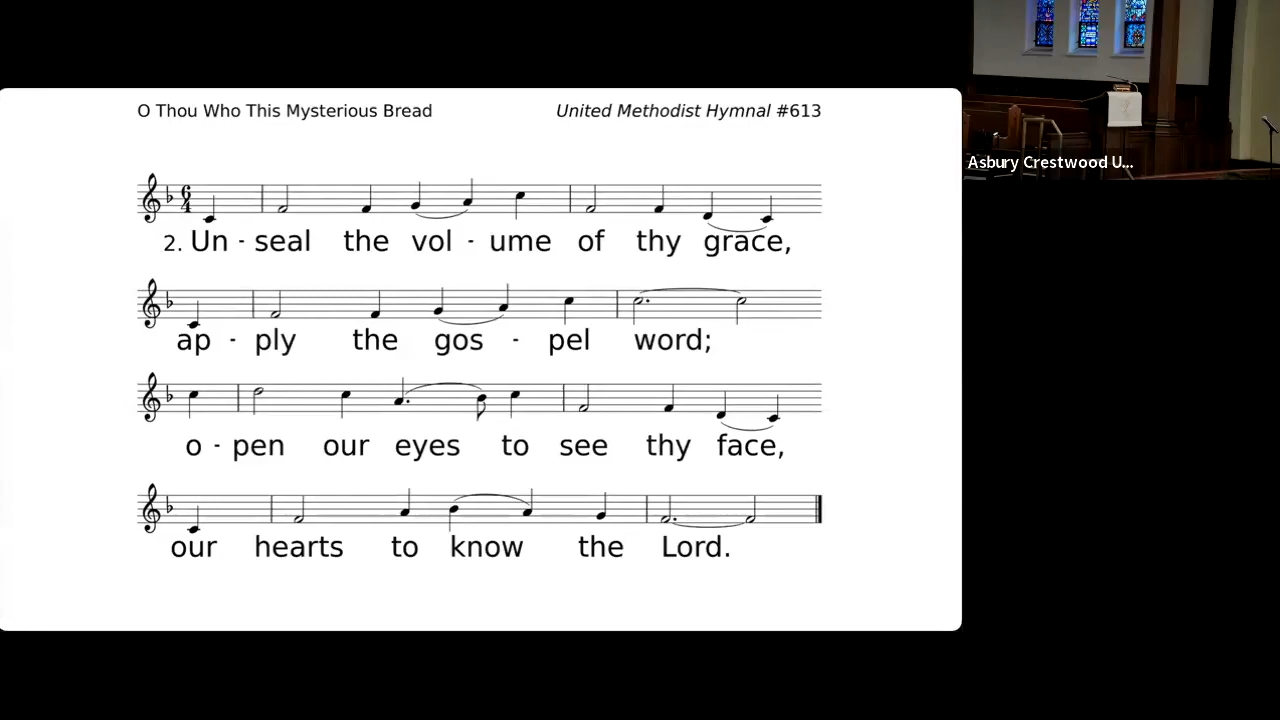 O Thou Who This Mysterious Bread
United Methodist Hymnal #613
6
4
2. Un - seal the vol - ume of thy grace,
ap - ply the gos - pel word;
o - pen our eyes to see thy face,
our hearts to know the Lord.
Asbury Crestwood U...